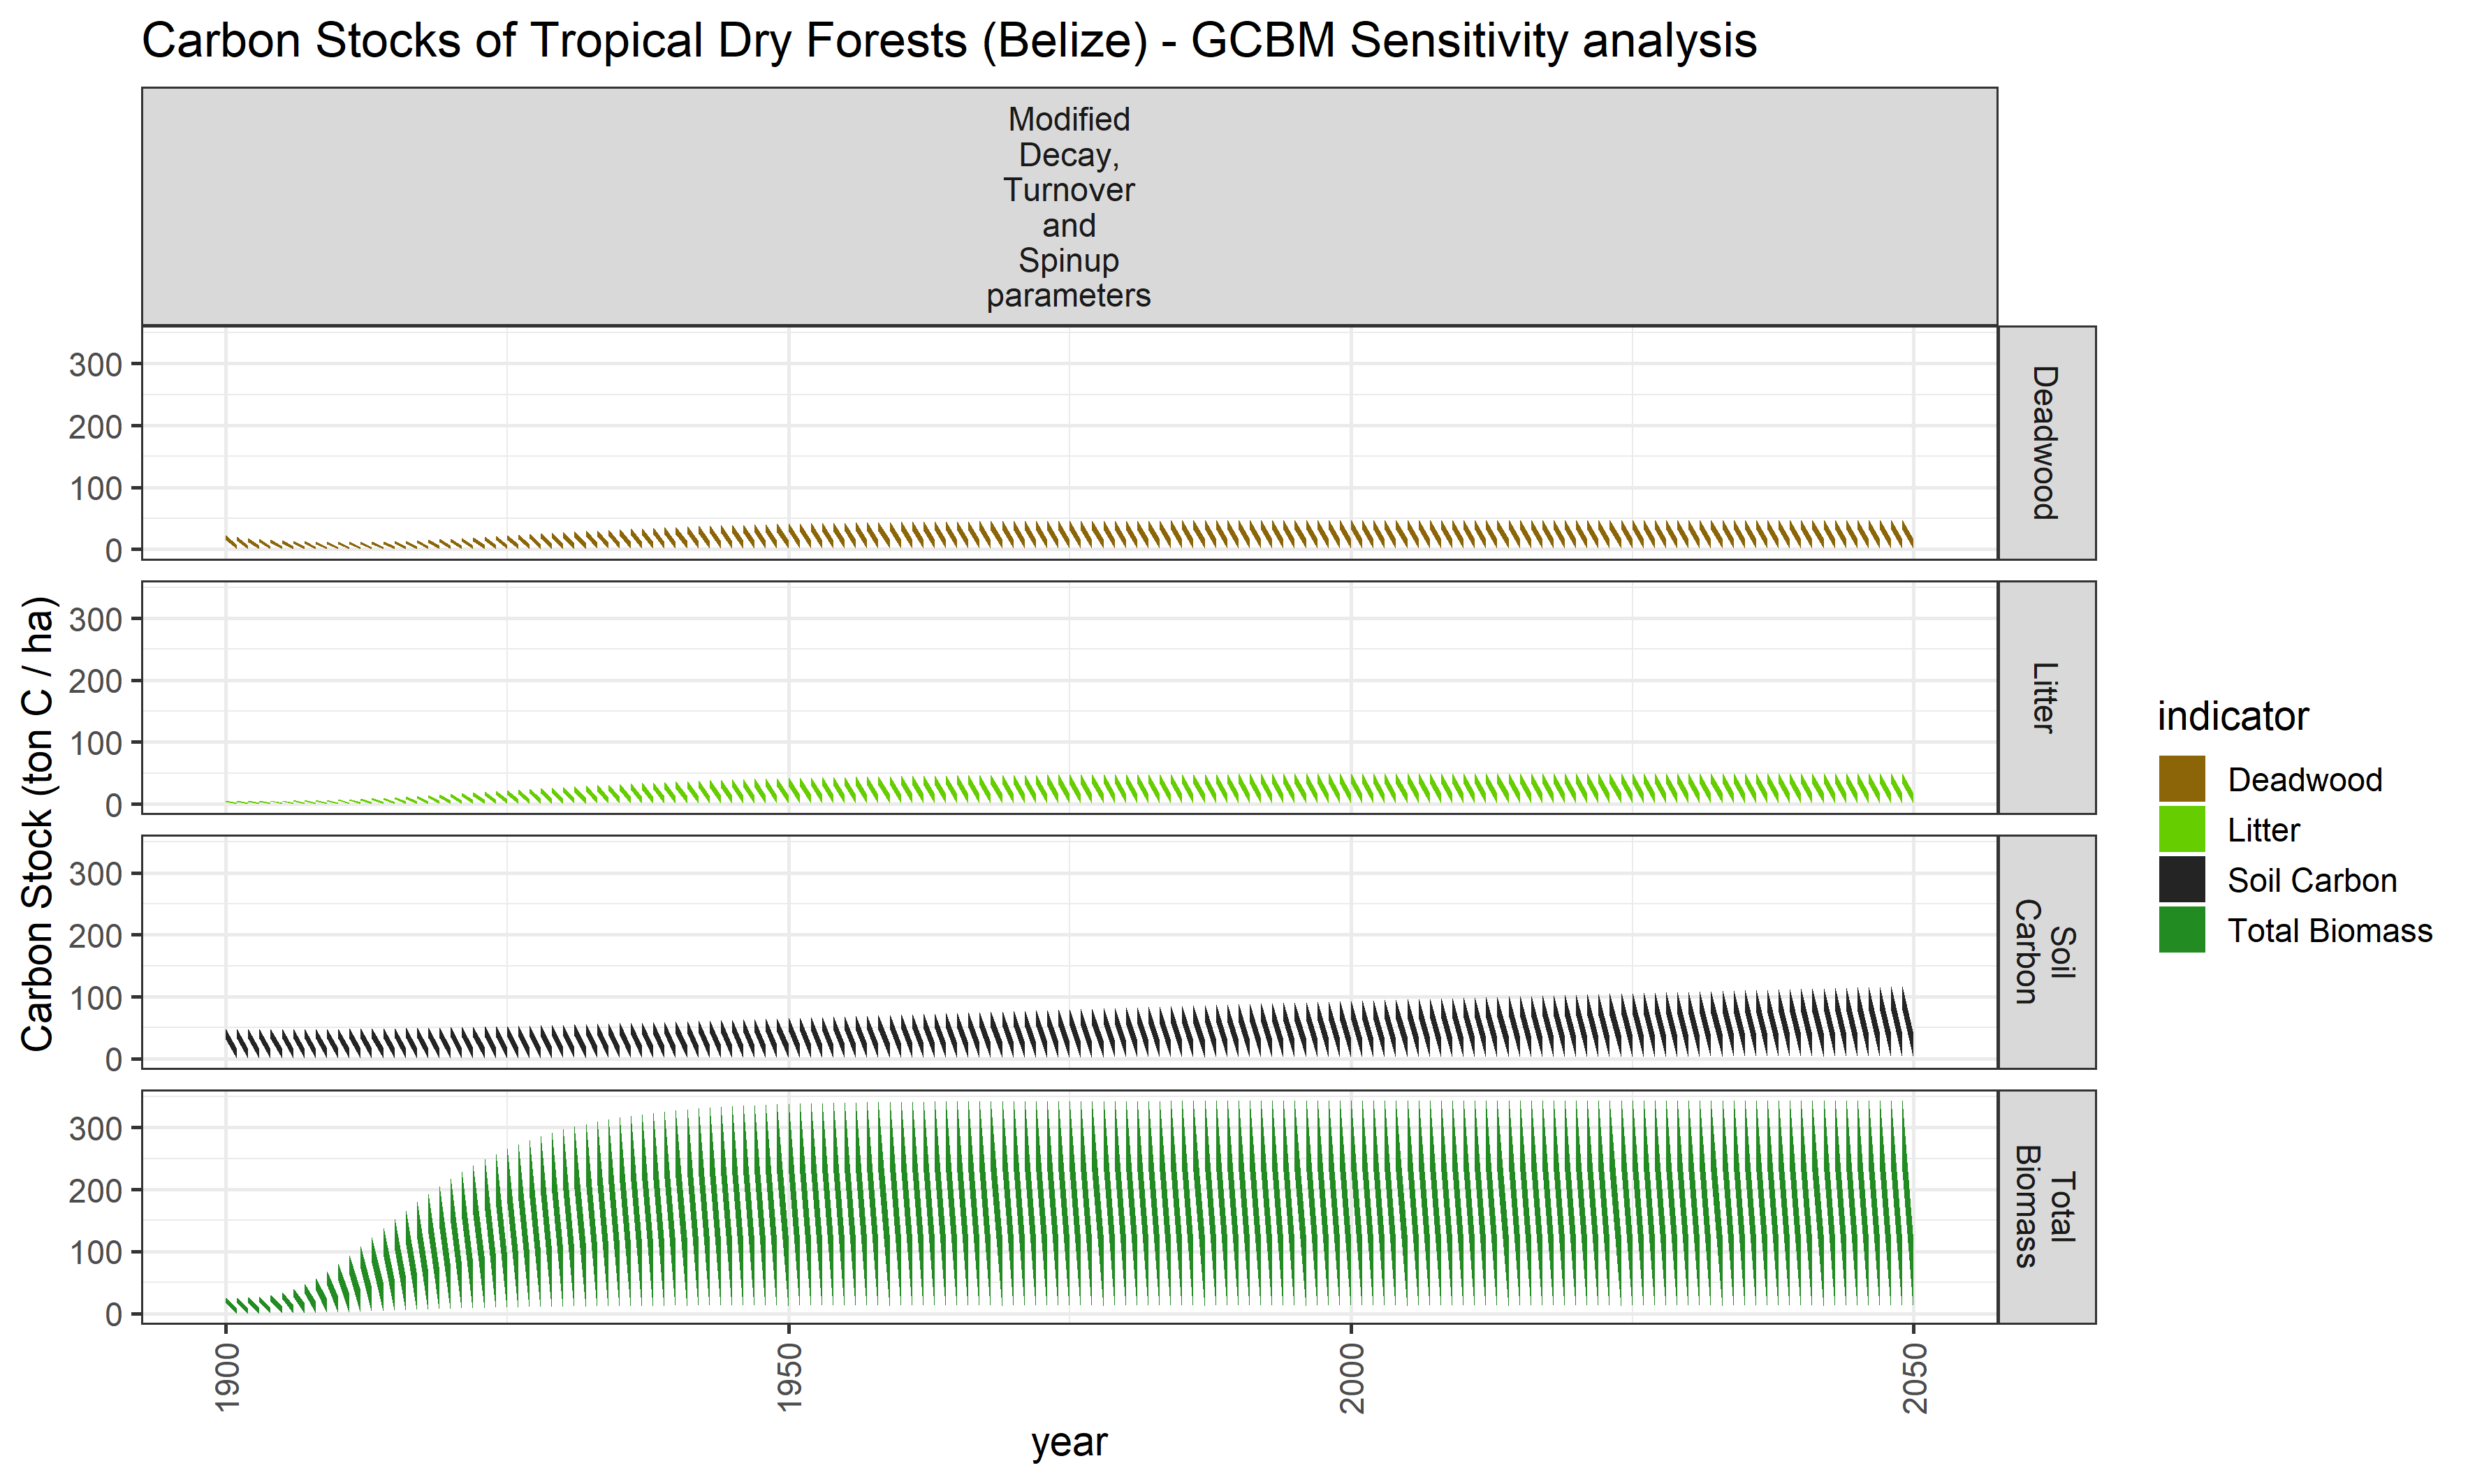 Carbon Stocks of Tropical Dry Forests (Belize) - GCBM Sensitivity analysis
Modified
Decay,
Turnover
and
Spinup
parameters
Carbon Stock (ton C / ha)
300
200
100
0
Deadwood
300
200
100
0
Litter
300
200
100
0
Soil
Carbon
300
200
100
0
Total
Biomass
1900
1950
2000
2050
year
indicator
Deadwood
Litter
Soil Carbon
Total Biomass